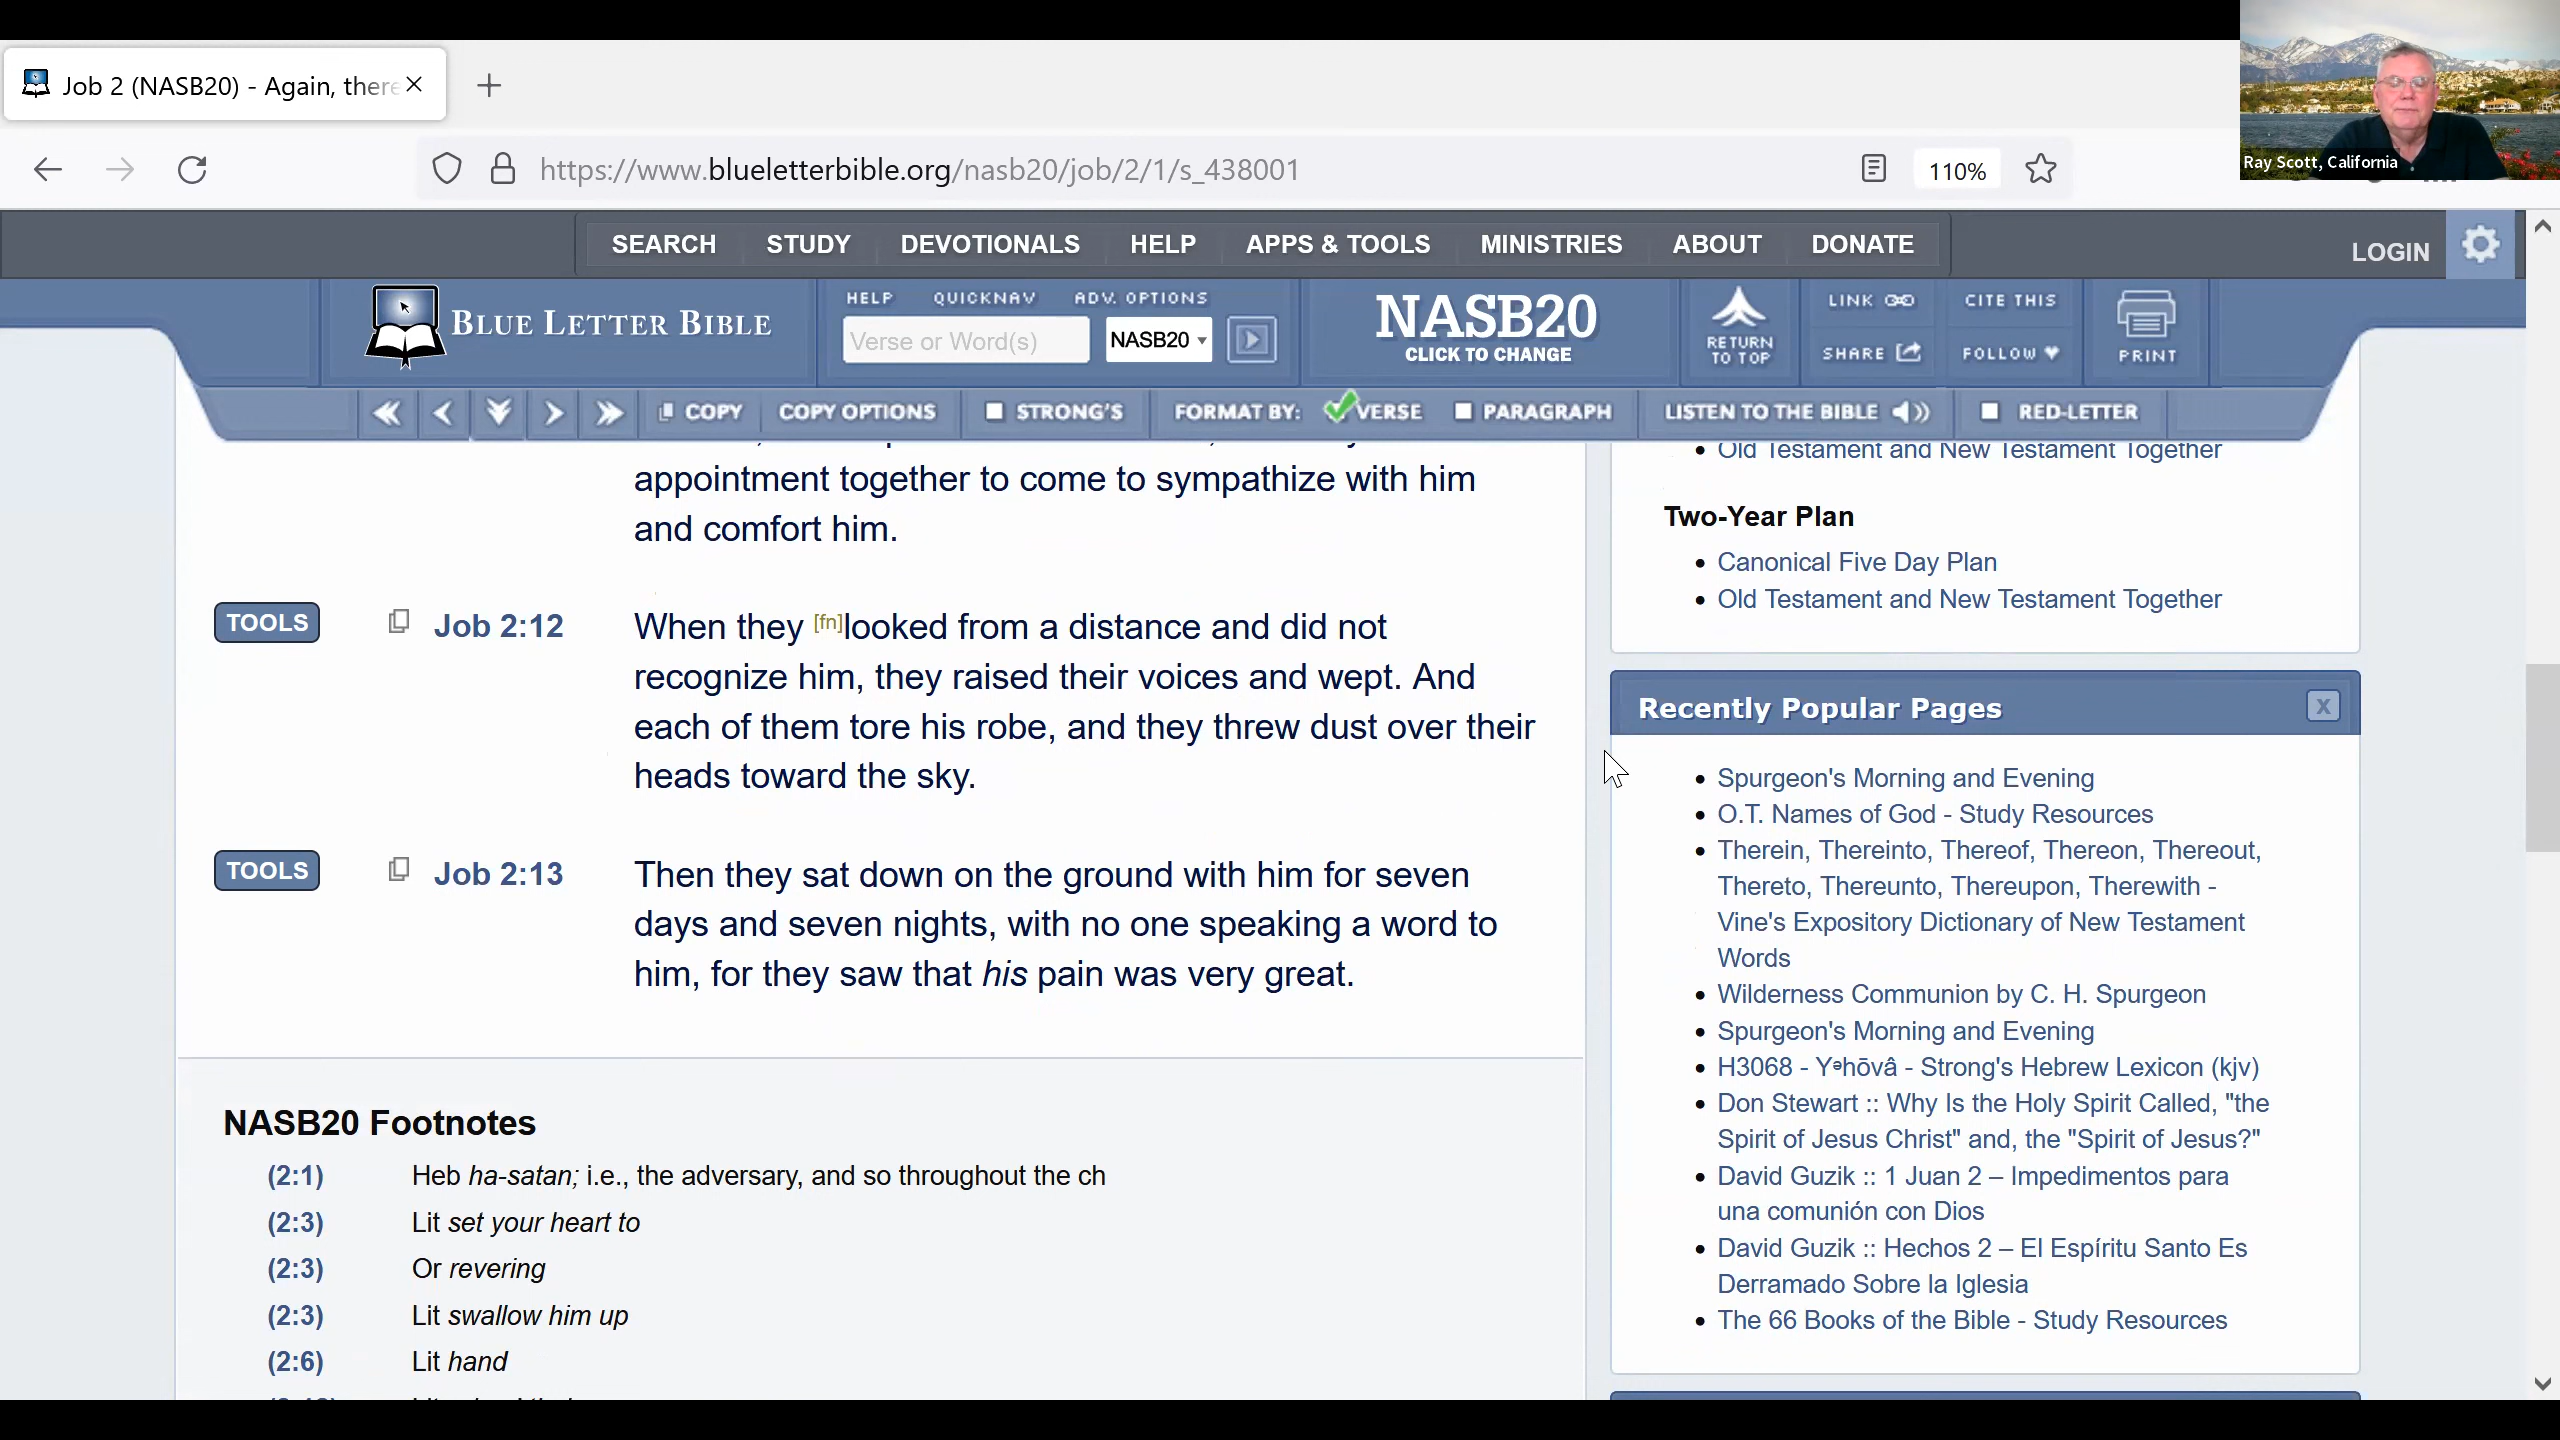 Job 2 (NASB20) - Again, there
https://www.blueletterbible.org/nasb20/job/2/1/s_438001
110%
Ray Scott, California
SEARCH STUDY DEVOTIONALS HELP APPS & TOOLS MINISTRIES ABOUT DONATE
LOGIN
BLUE LETTER BIBLE
HELP QUICKNAV ADV. OPTIONS
Verse or Word(s)
NASB20
NASB20
CLICK TO CHANGE
RETURN
TO TOP
LINK
CITE THIS
SHARE
FOLLOW
PRINT
COPY COPY OPTIONS STRONG'S FORMAT BY: VERSE PARAGRAPH LISTEN TO THE BIBLE RED-LETTER
appointment together to come to sympathize with him
and comfort him.
TOOLS
Job 2:12
When they [fn]looked from a distance and did not
recognize him, they raised their voices and wept. And
each of them tore his robe, and they threw dust over their
heads toward the sky.
TOOLS
Job 2:13
Then they sat down on the ground with him for seven
days and seven nights, with no one speaking a word to
him, for they saw that his pain was very great.
NASB20 Footnotes
(2:1) Heb ha-satan; i.e., the adversary, and so throughout the ch
(2:3) Lit set your heart to
(2:3) Or revering
(2:3) Lit swallow him up
(2:6) Lit hand
Old Testament and New Testament Together
Two-Year Plan
Canonical Five Day Plan
Old Testament and New Testament Together
Recently Popular Pages
X
Spurgeon's Morning and Evening
O.T. Names of God - Study Resources
Therein, Thereinto, Thereof, Thereon, Thereout,
Thereto, Thereunto, Thereupon, Therewith -
Vine's Expository Dictionary of New Testament
Words
Wilderness Communion by C. H. Spurgeon
Spurgeon's Morning and Evening
H3068 - Yᵊhōvâ - Strong's Hebrew Lexicon (kjv)
Don Stewart :: Why Is the Holy Spirit Called, "the
Spirit of Jesus Christ" and, the "Spirit of Jesus?"
David Guzik :: 1 Juan 2 – Impedimentos para
una comunión con Dios
David Guzik :: Hechos 2 – El Espíritu Santo Es
Derramado Sobre la Iglesia
The 66 Books of the Bible - Study Resources